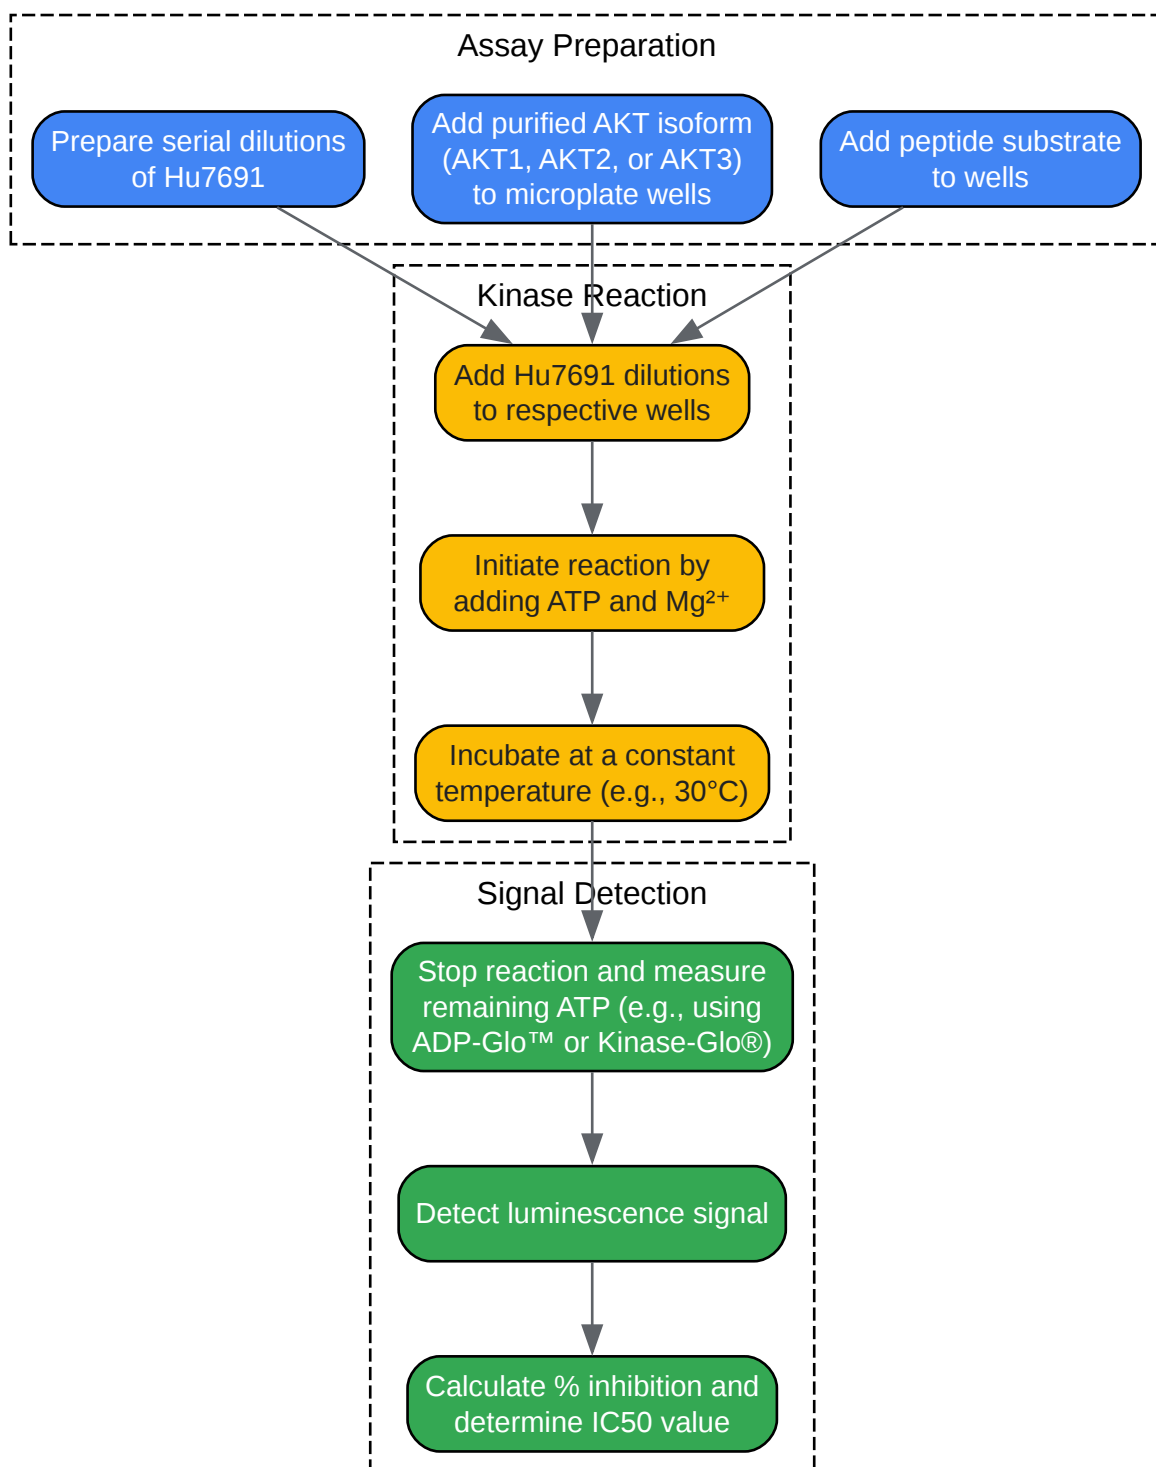 Assay Preparation
Prepare serial dilutions
of Hu7691
Add purified AKT isoform
(AKT1, AKT2, or AKT3)
to microplate wells
Add peptide substrate
to wells
Kinase Reaction
Add Hu7691 dilutions
to respective wells
Initiate reaction by
adding ATP and Mg²⁺
Incubate at a constant
temperature (e.g., 30°C)
Signal Detection
Stop reaction and measure
remaining ATP (e.g., using
ADP-Glo™ or Kinase-Glo®)
Detect luminescence signal
Calculate % inhibition and
determine IC50 value